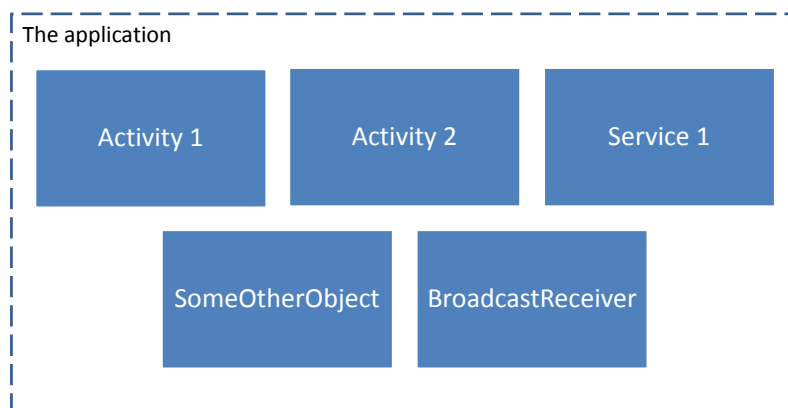 The application
Activity 1
Activity 2
Service 1
SomeOtherObject
BroadcastReceiver